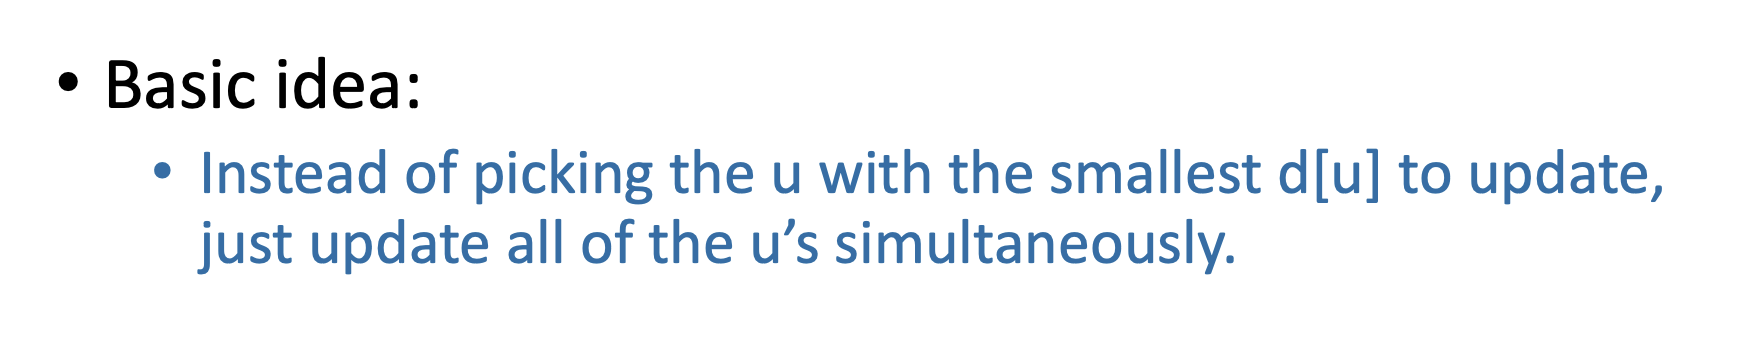 • Basic idea:
• Instead of picking the u with the smallest d[u] to update,
just update all of the u’s simultaneously.